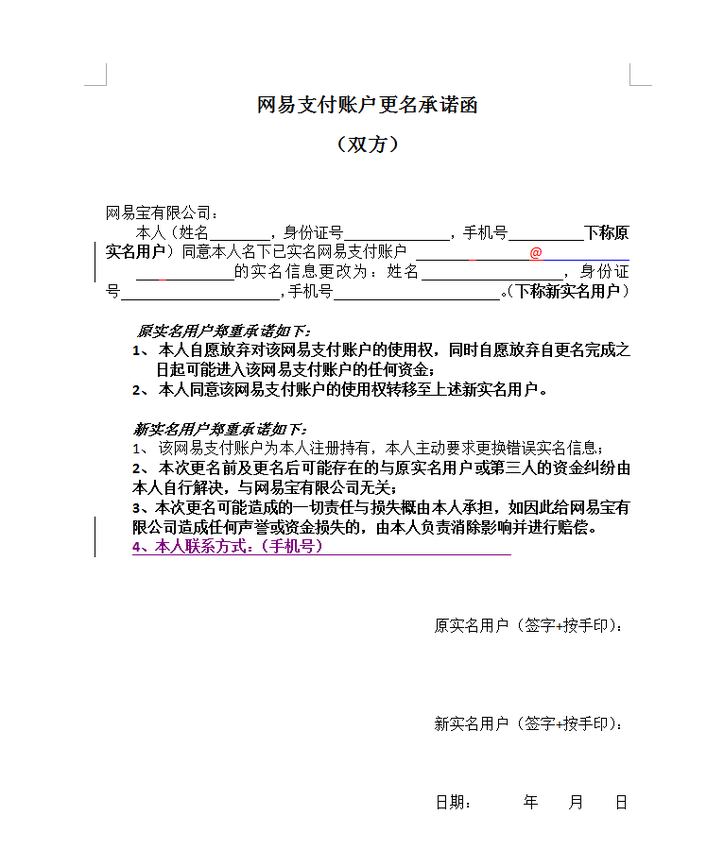 网易支付账户更名承诺函
（双方）
网易宝有限公司：
本人（姓名________，身份证号______________，手机号__________下称原
实名用户）同意本人名下已实名网易支付账户 _______________@____________
_____________的实名信息更改为：姓名___________________，身份证
号_____________________,手机号______________________。（下称新实名用户）
原实名用户郑重承诺如下：
1、 本人自愿放弃对该网易支付账户的使用权，同时自愿放弃自更名完成之
日起可能进入该网易支付账户的任何资金；
2、 本人同意该网易支付账户的使用权转移至上述新实名用户。
新实名用户郑重承诺如下：
1、 该网易支付账户为本人注册持有，本人主动要求更换错误实名信息；
2、 本次更名前及更名后可能存在的与原实名用户或第三人的资金纠纷由
本人自行解决，与网易宝有限公司无关；
3、本次更名可能造成的一切责任与损失概由本人承担，如因此给网易宝有
限公司造成任何声誉或资金损失的，由本人负责消除影响并进行赔偿。
4、本人联系方式：（手机号）________________________
原实名用户（签字+按手印）：
新实名用户（签字+按手印）：
日期： 年 月 日